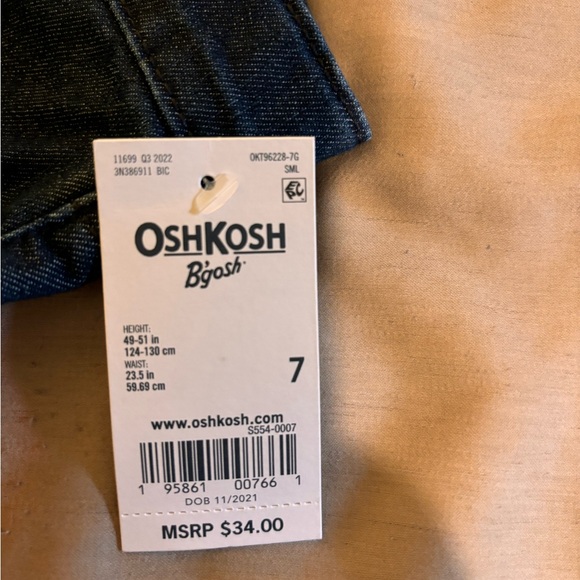 11699 Q3 2022 OKT96228-7G
3N386911 BIC SML
OSHKOSH
B'gosh
HEIGHT:
49-51 in
124-130 cm
WAIST:
23.5 in
59.69 cm
7
www.oshkosh.com
S554-0007
1 95861 00766 1
DOB 11/2021
MSRP $34.00